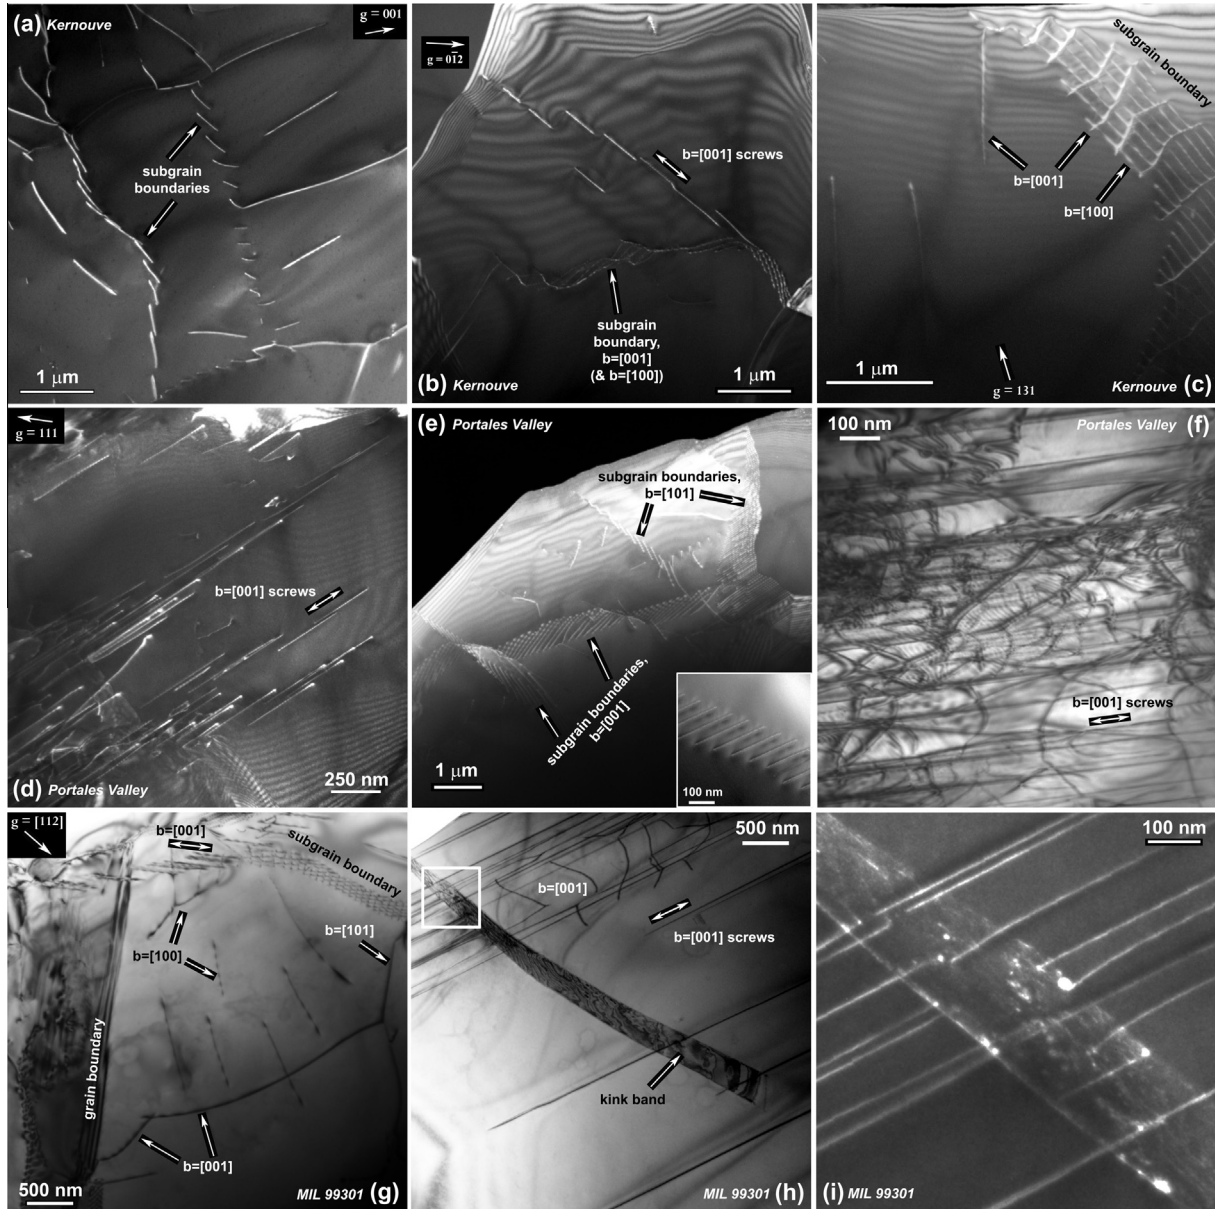 (a) Kernouve
g = 001
subgrain
boundaries
1 μm
g = 01̄2
b=[001] screws
subgrain
boundary,
b=[001]
(& b=[100])
(b) Kernouve
1 μm
subgrain boundary
b=[001]
b=[100]
1 μm
g = 131
Kernouve (c)
g = 111
b=[001] screws
250 nm
(d) Portales Valley
(e) Portales Valley
subgrain boundaries,
b=[101]
subgrain boundaries,
b=[001]
1 μm
100 nm
100 nm
Portales Valley (f)
b=[001] screws
g = [112]
b=[001]
subgrain boundary
b=[100]
b=[101]
grain boundary
b=[001]
500 nm
MIL 99301 (g)
500 nm
b=[001]
b=[001] screws
kink band
MIL 99301 (h)
100 nm
(i) MIL 99301